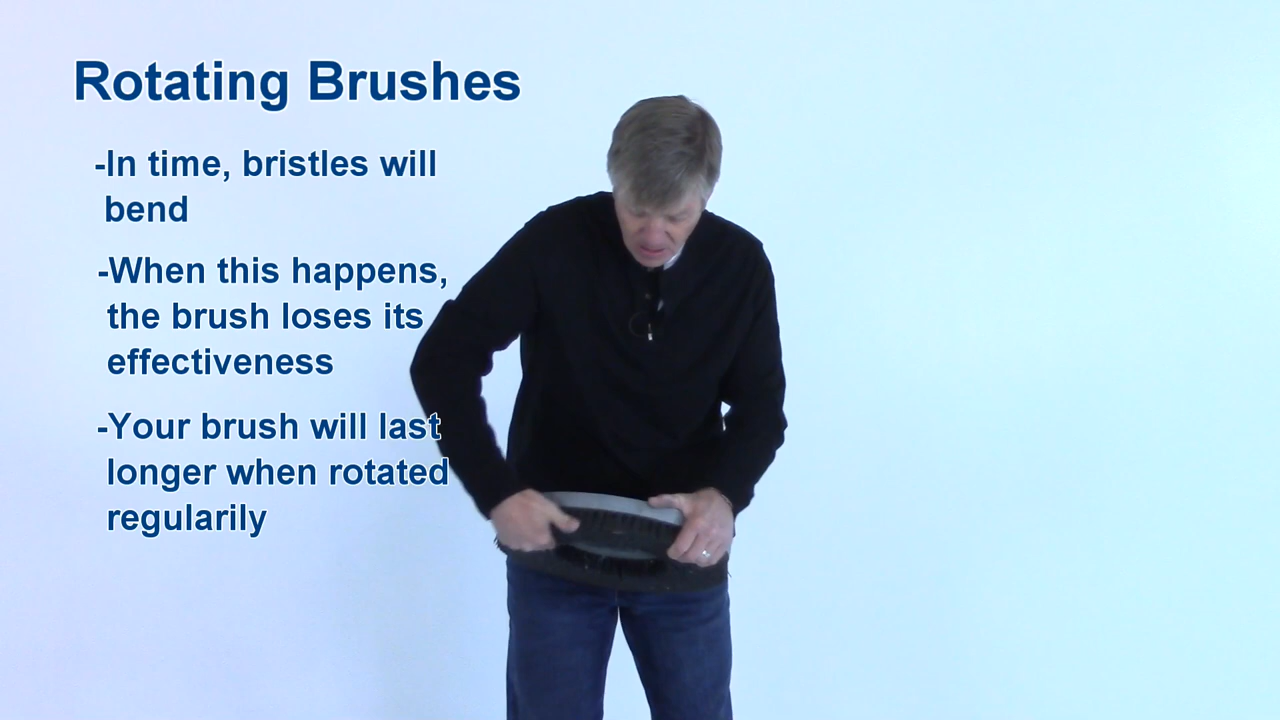 Rotating Brushes
-In time, bristles will
bend
-When this happens,
the brush loses its
effectiveness
-Your brush will last
longer when rotated
regularily